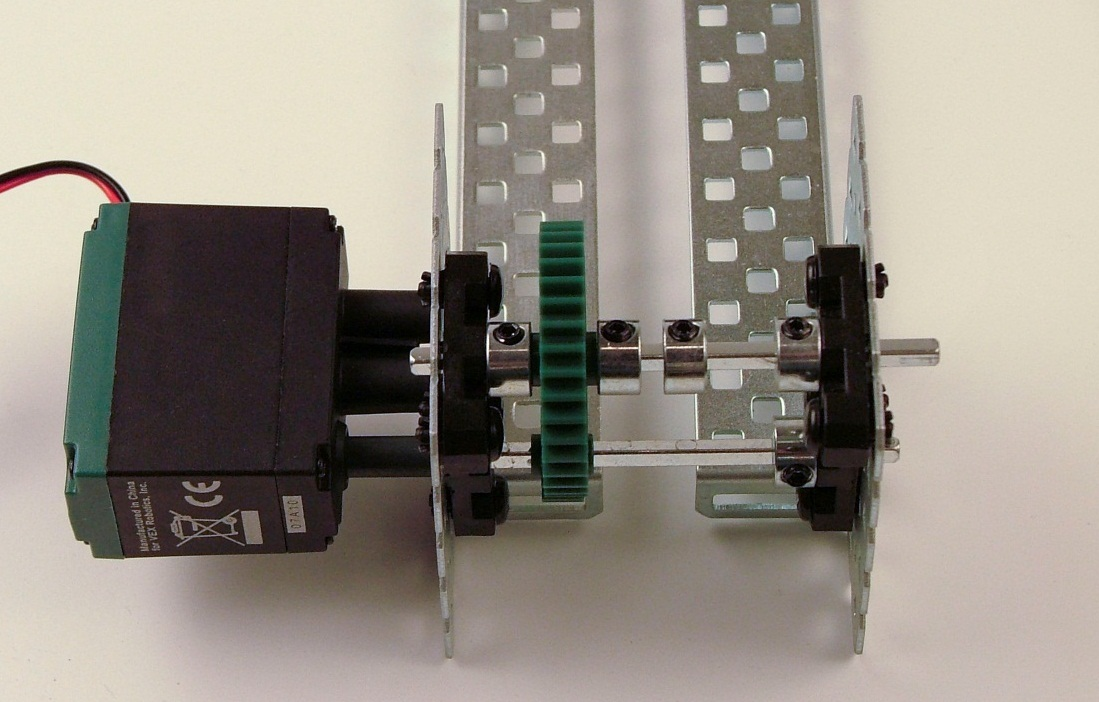 Manufactured in China
for VEX Robotics, Inc.
CE
07A10